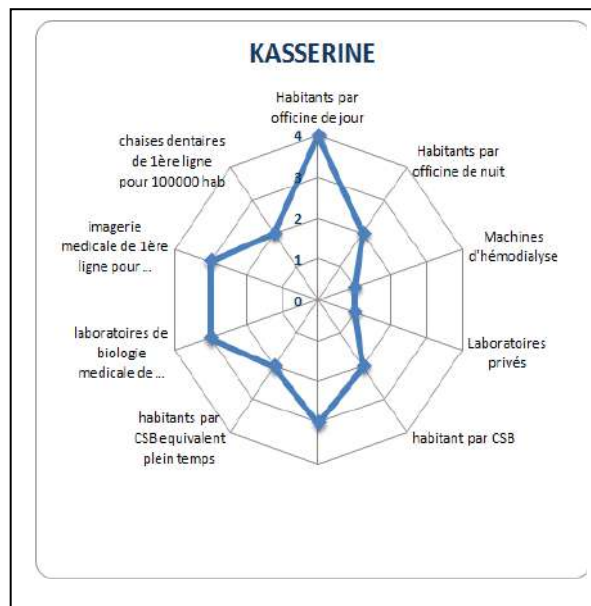 KASSERINE
Habitants par
officine de jour
chaises dentaires
de 1ère ligne
pour 100000 hab
Habitants par
officine de nuit
4
3
2
1
0
imagerie
medicale de 1ère
ligne pour ...
Machines
d'hémodialyse
laboratoires de
biologie
medicale de...
Laboratoires
privés
habitants par
CSB equivalent
plein temps
habitant par CSB